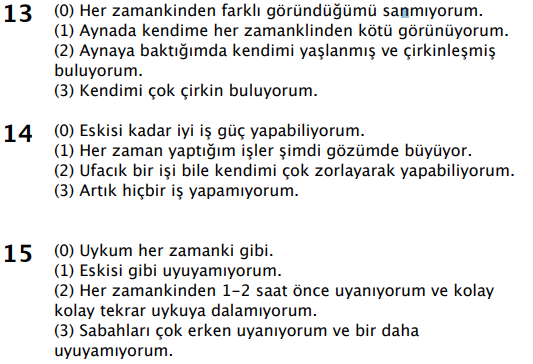 13 (0) Her zamankinden farklı göründüğümü sanmıyorum.
(1) Aynada kendime her zamanklinden kötü görünüyorum.
(2) Aynaya baktığımda kendimi yaşlanmış ve çirkinleşmiş
buluyorum.
(3) Kendimi çok çirkin buluyorum.
14 (0) Eskisi kadar iyi iş güç yapabiliyorum.
(1) Her zaman yaptığım işler şimdi gözümde büyüyor.
(2) Ufacık bir işi bile kendimi çok zorlayarak yapabiliyorum.
(3) Artık hiçbir iş yapamıyorum.
15 (0) Uykum her zamanki gibi.
(1) Eskisi gibi uyuyamıyorum.
(2) Her zamankinden 1-2 saat önce uyanıyorum ve kolay
kolay tekrar uykuya dalamıyorum.
(3) Sabahları çok erken uyanıyorum ve bir daha
uyuyamıyorum.